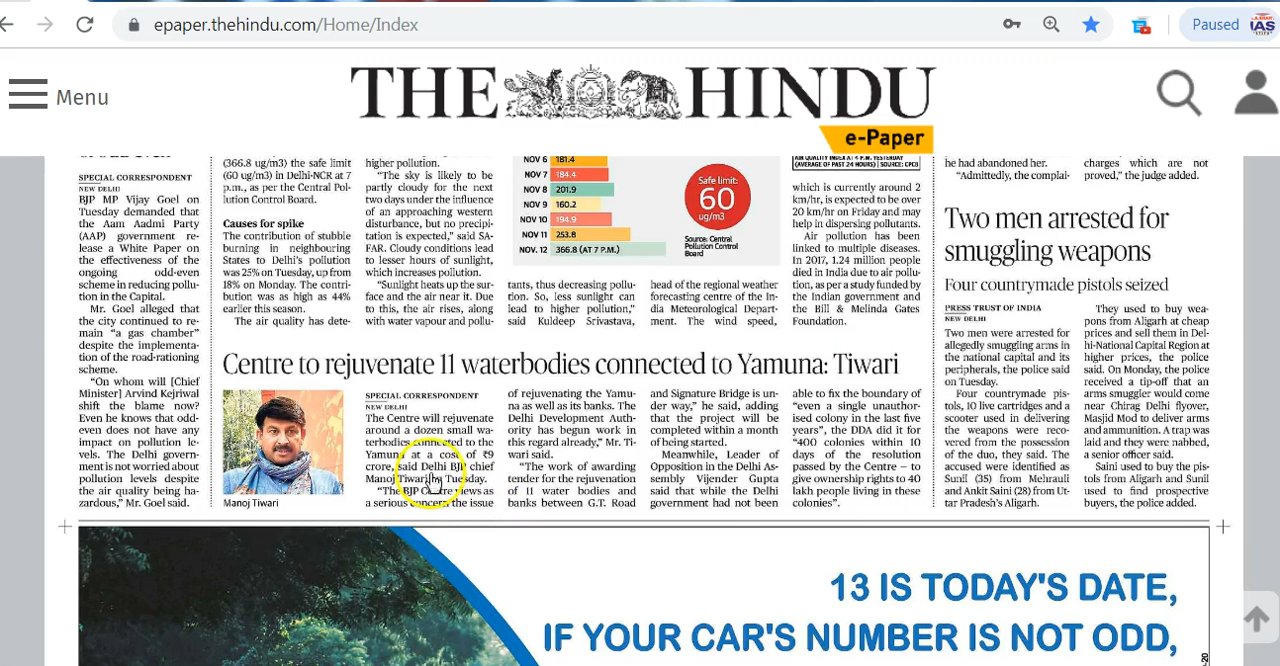 epaper.thehindu.com/Home/Index
Paused
IAS
Menu
THE HINDU
e-Paper
SPECIAL CORRESPONDENT
NEW DELHI
BJP MP Vijay Goel on
Tuesday demanded that
the Aam Aadmi Party
(AAP) government re-
lease a White Paper on
the effectiveness of the
ongoing odd-even
scheme in reducing pollu-
tion in the Capital.
Mr. Goel alleged that
the city continued to re-
main “a gas chamber”
despite the implementa-
tion of the road-rationing
scheme.
“On whom will [Chief
Minister] Arvind Kejriwal
shift the blame now?
Even he knows that odd-
even does not have any
impact on pollution le-
vels. The Delhi govern-
ment is not worried about
pollution levels despite
the air quality being ha-
zardous,” Mr. Goel said.
(366.8 ug/m3) the safe limit
(60 ug/m3) in Delhi-NCR at 7
p.m., as per the Central Pol-
lution Control Board.
Causes for spike
The contribution of stubble
burning in neighbouring
States to Delhi’s pollution
was 25% on Tuesday, up from
18% on Monday. The contri-
bution was as high as 44%
earlier this season.
The air quality has dete-
higher pollution.
“The sky is likely to be
partly cloudy for the next
two days under the influence
of an approaching western
disturbance, but no precipi-
tation is expected,” said SA-
FAR. Cloudy conditions lead
to lesser hours of sunlight,
which increases pollution.
“Sunlight heats up the sur-
face and the air near it. Due
to this, the air rises, along
with water vapour and pollu-
NOV 6 181.4
NOV 7 184.4
NOV 8 201.9
NOV 9 160.2
NOV 10 194.9
NOV 11 253.8
NOV. 12 366.8 (AT 7 P.M.)
Safe limit:
60
ug/m3
Source: Central
Pollution Control
Board
tants, thus decreasing pollu-
tion. So, less sunlight can
lead to higher pollution,”
said Kuldeep Srivastava,
head of the regional weather
forecasting centre of the In-
dia Meteorological Depart-
ment. The wind speed,
AIR QUALITY INDEX AT 4 P.M. YESTERDAY
(AVERAGE OF PAST 24 HOURS) | SOURCE: CPCB
which is currently around 2
km/hr, is expected to be over
20 km/hr on Friday and may
help in dispersing pollutants.
Air pollution has been
linked to multiple diseases.
In 2017, 1.24 million people
died in India due to air pollu-
tion, as per a study funded by
the Indian government and
the Bill & Melinda Gates
Foundation.
Centre to rejuvenate 11 waterbodies connected to Yamuna: Tiwari
Manoj Tiwari
SPECIAL CORRESPONDENT
NEW DELHI
The Centre will rejuvenate
around a dozen small wa-
terbodies connected to the
Yamuna at a cost of ₹9
crore, said Delhi BJP chief
Manoj Tiwari on Tuesday.
“The BJP Centre views as
a serious concern the issue
of rejuvenating the Yamu-
na as well as its banks. The
Delhi Development Auth-
ority has begun work in
this regard already,” Mr. Ti-
wari said.
“The work of awarding
tender for the rejuvenation
of 11 water bodies and
banks between G.T. Road
and Signature Bridge is un-
der way,” he said, adding
that the project will be
completed within a month
of being started.
Meanwhile, Leader of
Opposition in the Delhi As-
sembly Vijender Gupta
said that while the Delhi
government had not been
able to fix the boundary of
“even a single unauthor-
ised colony in the last five
years”, the DDA did it for
“400 colonies within 10
days of the resolution
passed by the Centre – to
give ownership rights to 40
lakh people living in these
colonies”.
he had abandoned her.
“Admittedly, the complai-
charges which are not
proved,” the judge added.
Two men arrested for
smuggling weapons
Four countrymade pistols seized
PRESS TRUST OF INDIA
NEW DELHI
Two men were arrested for
allegedly smuggling arms in
the national capital and its
peripherals, the police said
on Tuesday.
Four countrymade pis-
tols, 10 live cartridges and a
scooter used in delivering
the weapons were reco-
vered from the possession
of the duo, they said. The
accused were identified as
Sunil (35) from Mehrauli
and Ankit Saini (28) from Ut-
tar Pradesh’s Aligarh.
They used to buy wea-
pons from Aligarh at cheap
prices and sell them in Del-
hi-National Capital Region at
higher prices, the police
said. On Monday, the police
received a tip-off that an
arms smuggler would come
near Chirag Delhi flyover,
Masjid Mod to deliver arms
and ammunition. A trap was
laid and they were nabbed,
a senior officer said.
Saini used to buy the pis-
tols from Aligarh and Sunil
used to find prospective
buyers, the police added.
13 IS TODAY'S DATE,
IF YOUR CAR'S NUMBER IS NOT ODD,